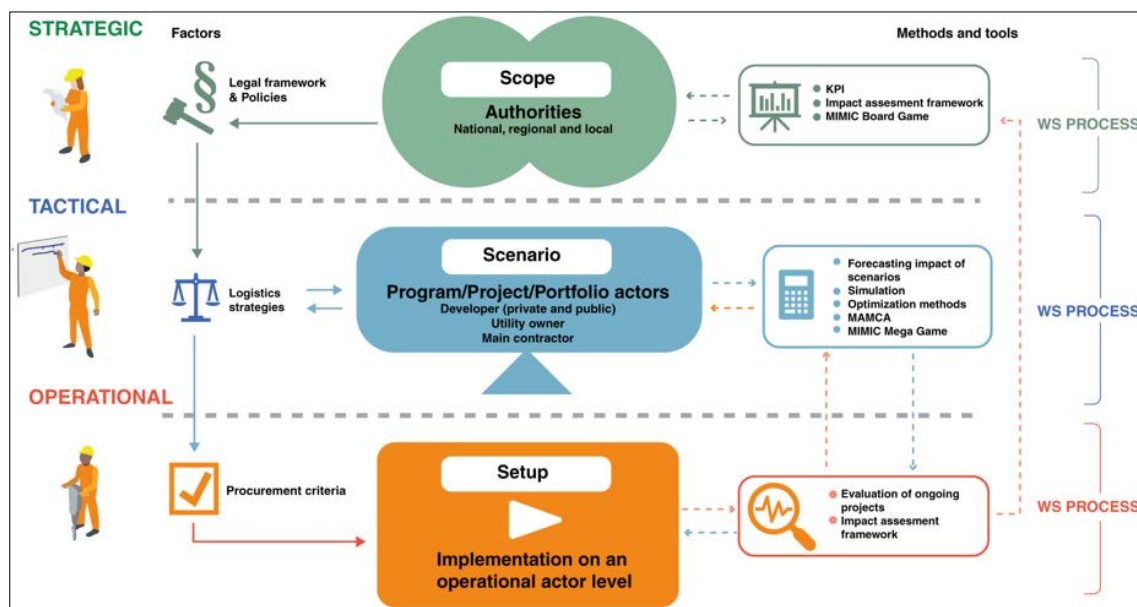 STRATEGIC
Factors
Methods and tools
§
Legal framework
& Policies
Scope
Authorities
National, regional and local
KPI
Impact assesment framework
MIMIC Board Game
WS PROCESS
TACTICAL
Logistics
strategies
Scenario
Program/Project/Portfolio actors
Developer (private and public)
Utility owner
Main contractor
Forecasting impact of
scenarios
Simulation
Optimization methods
MAMCA
MIMIC Mega Game
WS PROCESS
OPERATIONAL
Procurement criteria
Setup
Implementation on an
operational actor level
Evaluation of ongoing
projects
Impact assesment
framework
WS PROCESS